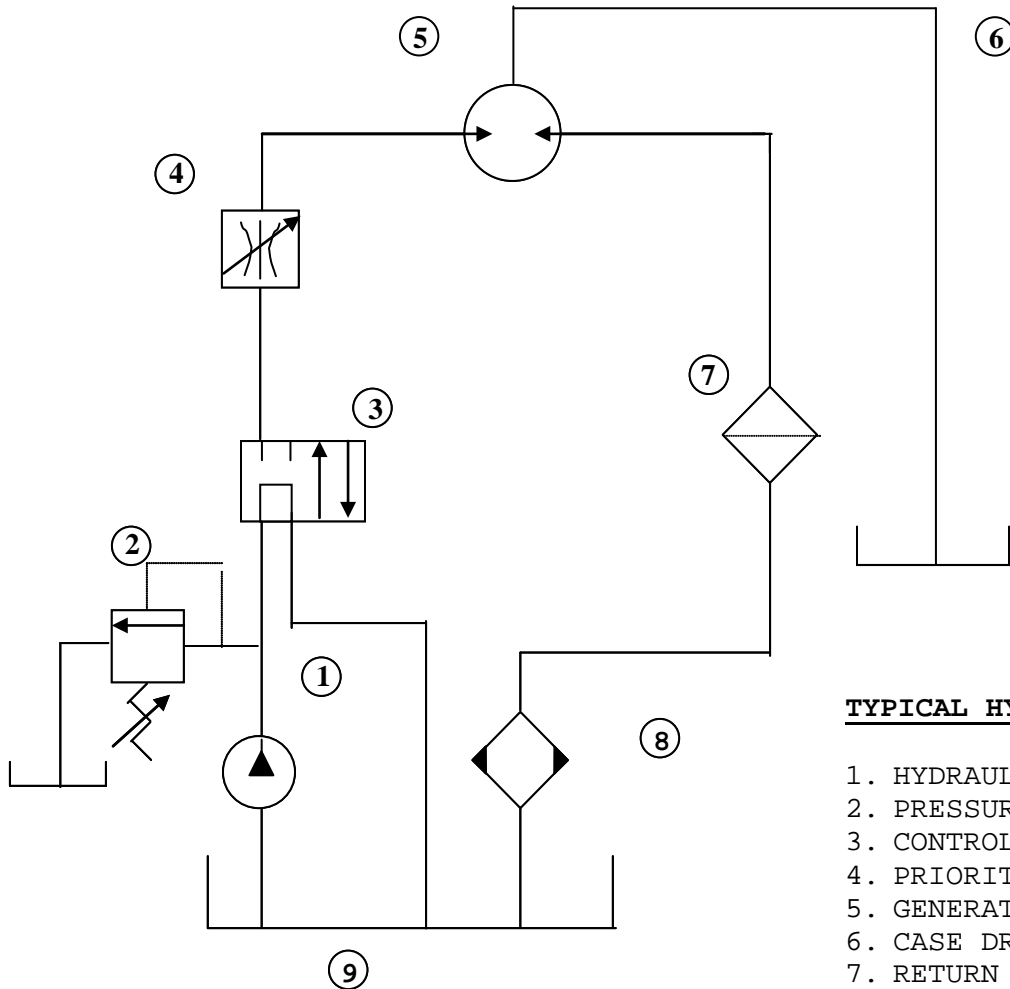 5
6
4
7
3
2
1
8
9
TYPICAL HY
1. HYDRAUL
2. PRESSUR
3. CONTROL
4. PRIORIT
5. GENERAT
6. CASE DR
7. RETURN